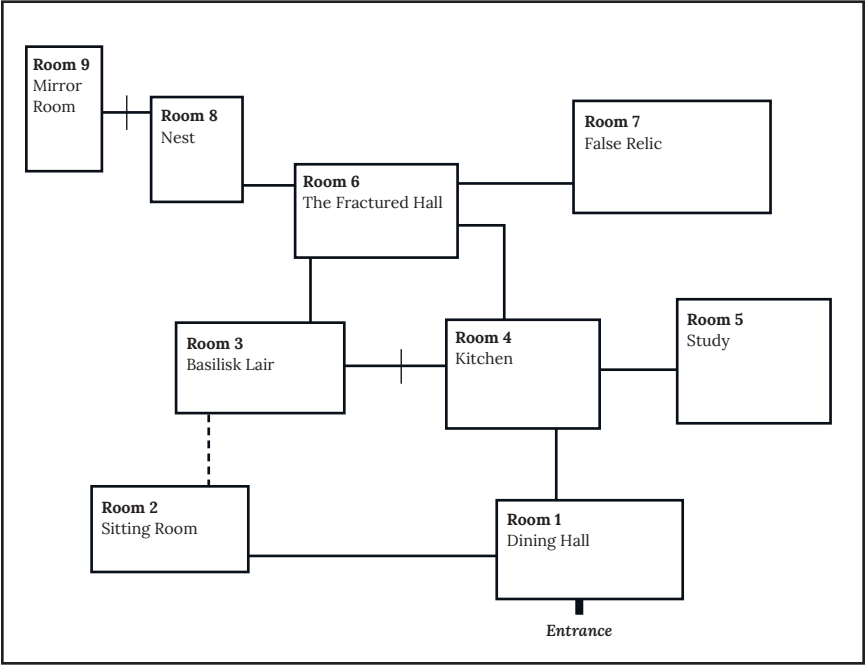 Room 9
Mirror
Room
Room 8
Nest
Room 7
False Relic
Room 6
The Fractured Hall
Room 3
Basilisk Lair
Room 4
Kitchen
Room 5
Study
Room 2
Sitting Room
Room 1
Dining Hall
Entrance